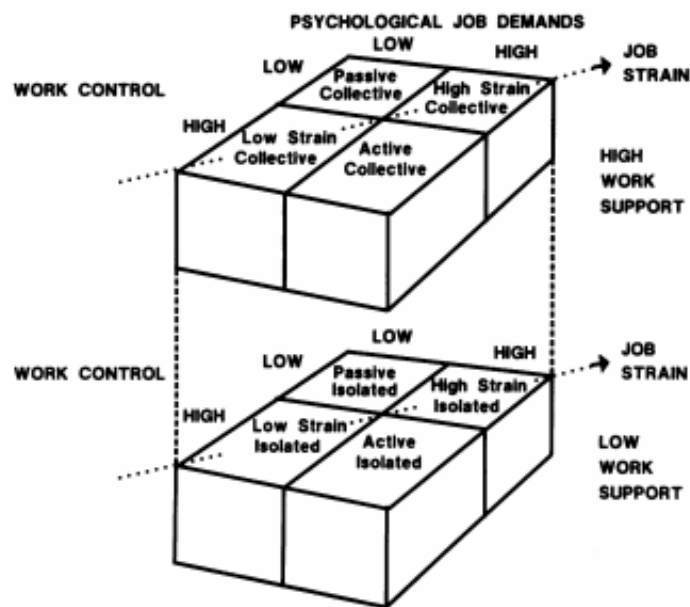 PSYCHOLOGICAL JOB DEMANDS
LOW
HIGH
JOB
STRAIN
LOW
WORK CONTROL
HIGH
Passive
Collective
High Strain
Collective
Low Strain
Collective
Active
Collective
HIGH
WORK
SUPPORT
LOW
HIGH
JOB
STRAIN
LOW
WORK CONTROL
HIGH
Passive
Isolated
High Strain
Isolated
Low Strain
Isolated
Active
Isolated
LOW
WORK
SUPPORT